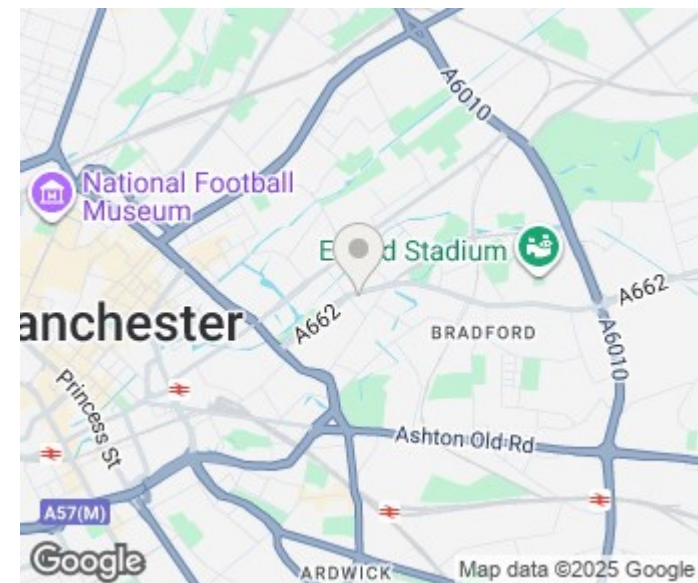 A6010
National Football
Museum
Stadium
A662
A662
anchester
BRADFORD
A6010
Princess St
Ashton Old Rd
A57(M)
Google
ARDWICK
Map data ©2025 Google